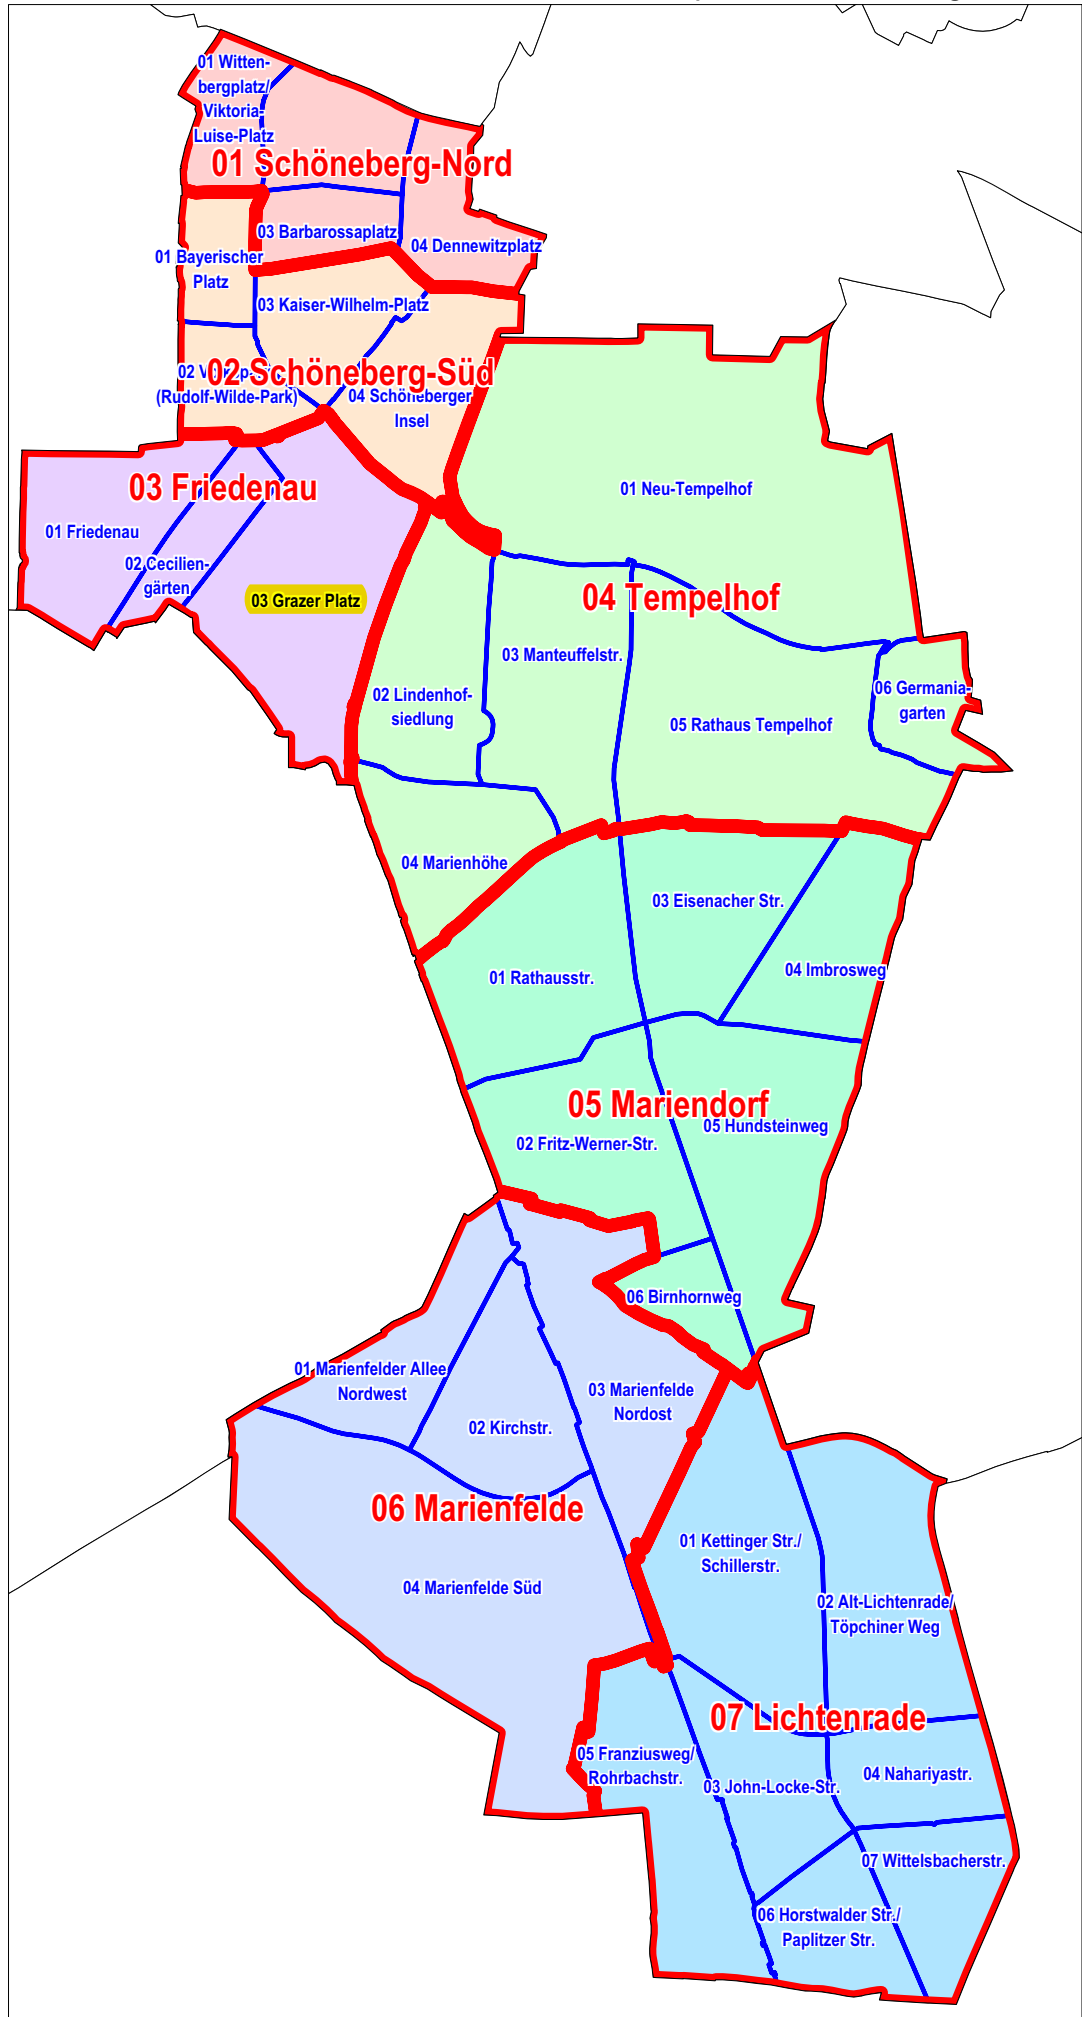 01 Witten-
bergplatz/
Viktoria-
Luise-Platz
01 Schöneberg-Nord
03 Barbarossaplatz
04 Dennewitzplatz
01 Bayerischer
Platz
03 Kaiser-Wilhelm-Platz
02 Schöneberg-Süd
02
(Rudolf-Wilde-Park)
04 Schöneberger
Insel
03 Friedenau
01 Friedenau
02 Cecilien-
gärten
03 Grazer Platz
01 Neu-Tempelhof
04 Tempelhof
03 Manteuffelstr.
02 Lindenhof-
siedlung
06 Germania-
garten
05 Rathaus Tempelhof
04 Marienhöhe
03 Eisenacher Str.
01 Rathausstr.
04 Imbrosweg
05 Mariendorf
05 Hundsteinweg
02 Fritz-Werner-Str.
06 Birnhornweg
01 Marienfelder Allee
Nordwest
03 Marienfelde
Nordost
02 Kirchstr.
06 Marienfelde
04 Marienfelde Süd
01 Kettinger Str./
Schillerstr.
02 Alt-Lichtenrade/
Töpchiner Weg
07 Lichtenrade
05 Franziusweg/
Rohrbachstr.
03 John-Locke-Str.
04 Nahariyastr.
07 Wittelsbacherstr.
06 Horstwalder Str./
Paplitzer Str.